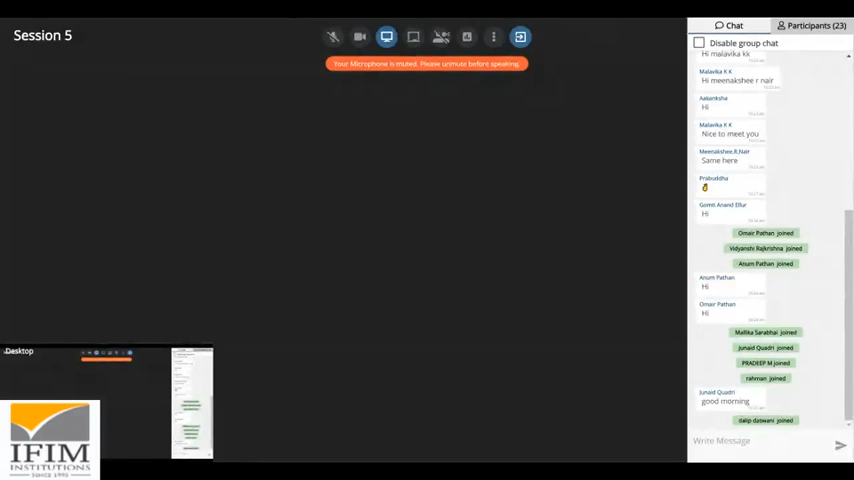 Session 5
Your Microphone is muted. Please unmute before speaking.
Chat
Participants (23)
Disable group chat
Hi malavika kk
Malavika K K
Hi meenakshee r nair
Aakanksha
Hi
Malavika K K
Nice to meet you
Meenakshee.R.Nair
Same here
Prabuddha
Gomti Anand Ellur
Hi
Omair Pathan joined
Vidyanshi Rajkrishna joined
Anum Pathan joined
Anum Pathan
Hi
Omair Pathan
Hi
Mallika Sarabhai joined
Junaid Quadri joined
PRADEEP M joined
rahman joined
Junaid Quadri
good morning
dalip daswani joined
Write Message
Desktop
IFIM
INSTITUTIONS
SINCE 1995